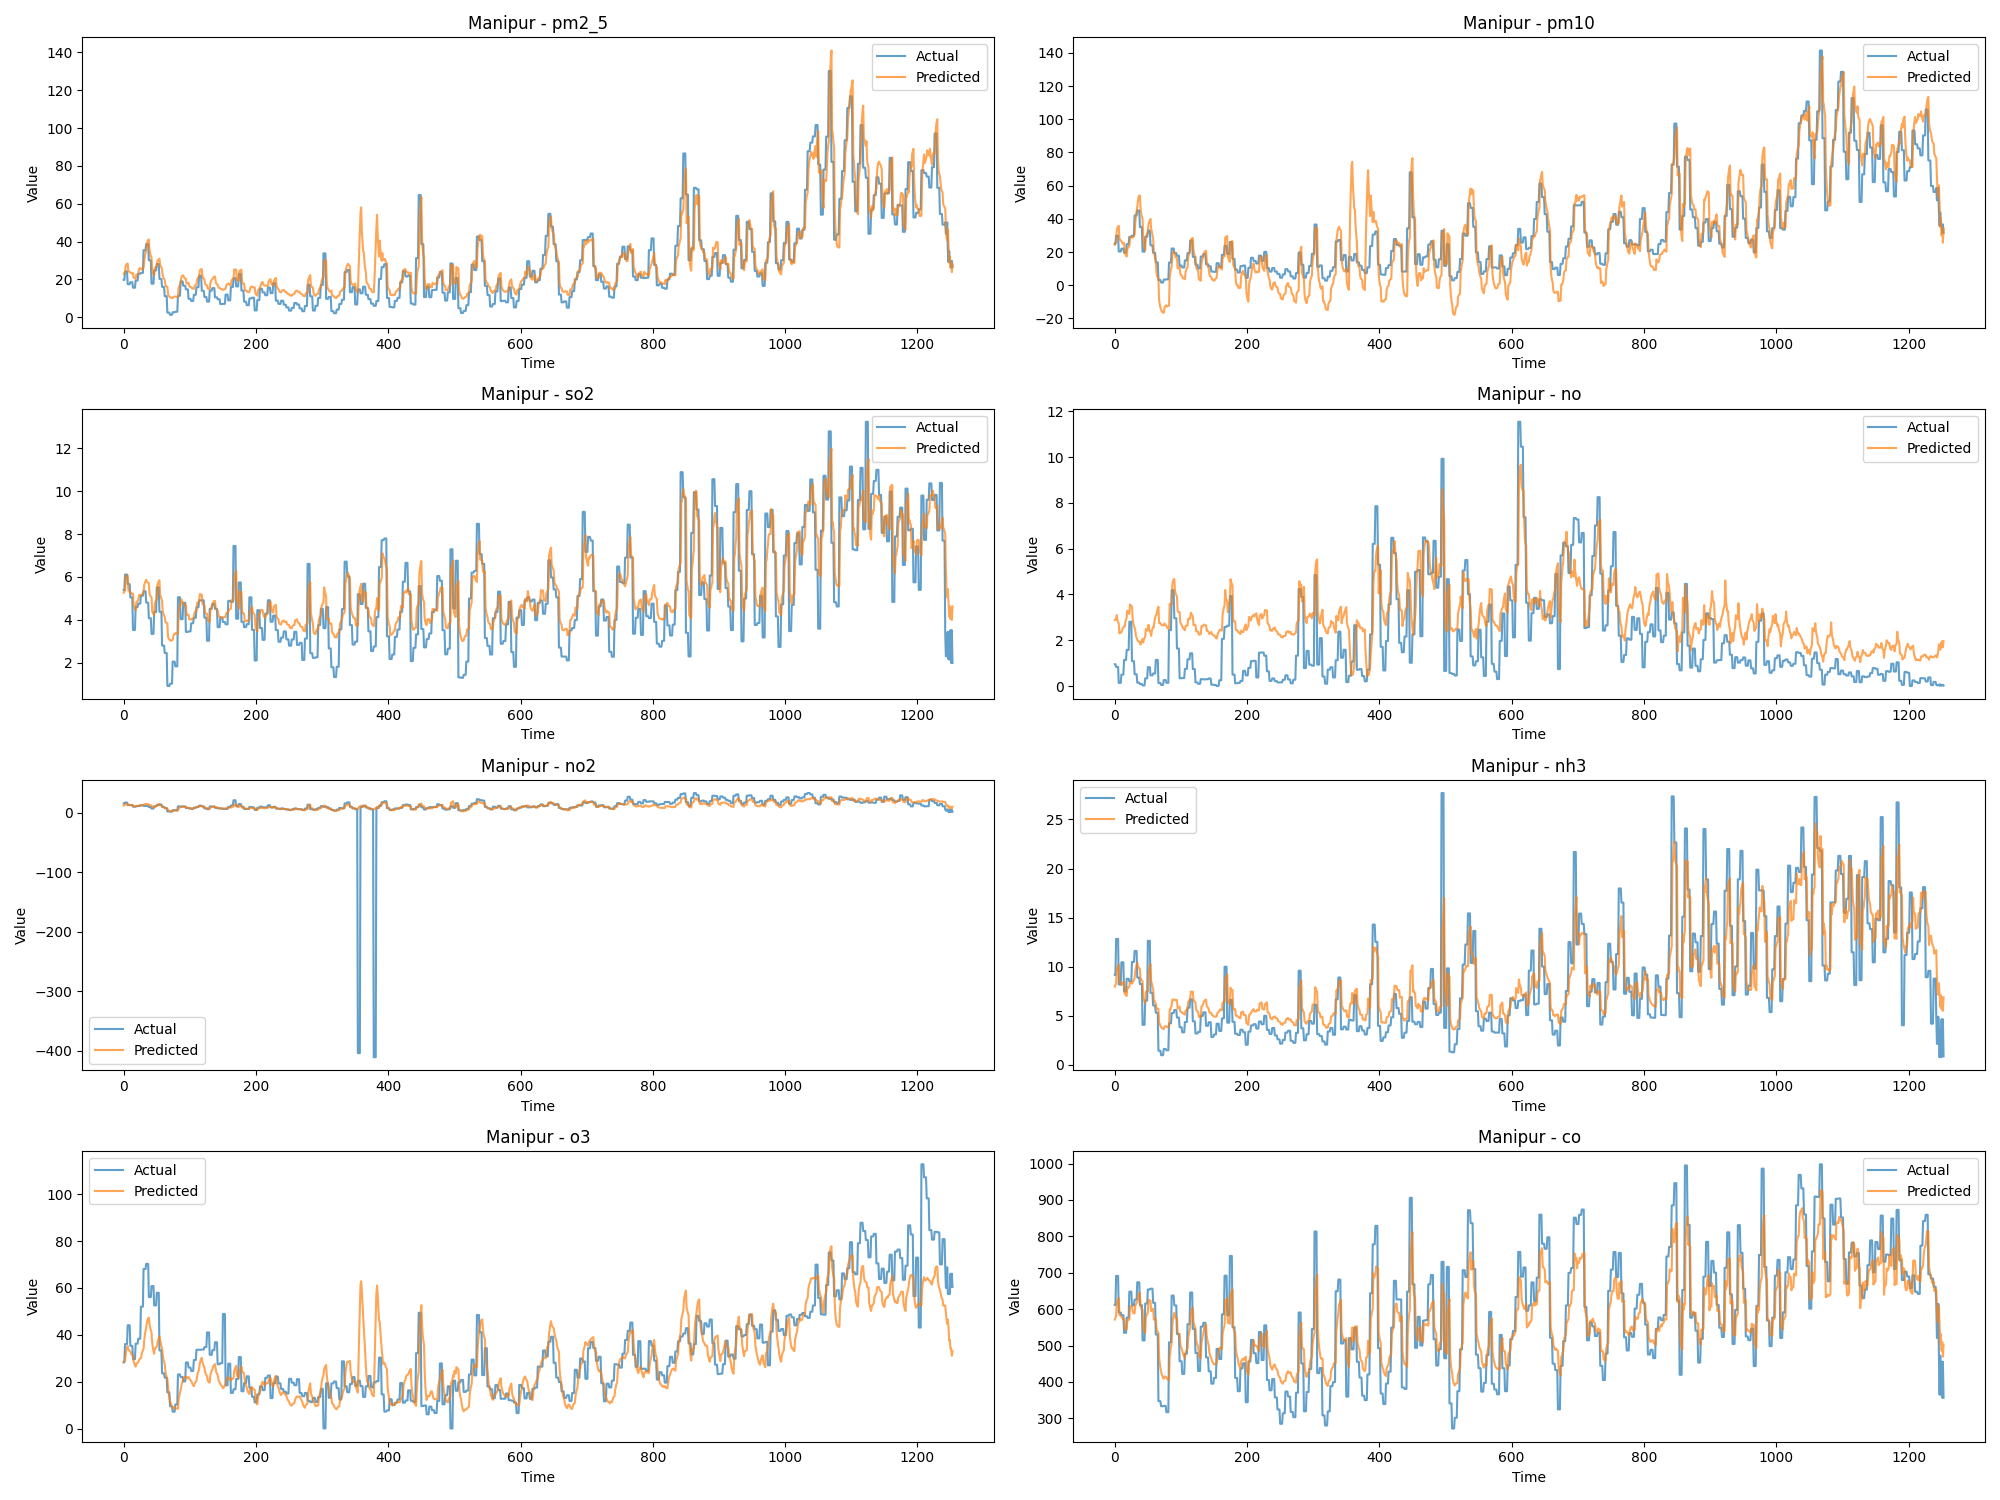 Manipur - pm2_5
Value
140
120
100
80
60
40
20
0
0 200 400 600 800 1000 1200
Time
Actual
Predicted
Manipur - pm10
Value
140
120
100
80
60
40
20
0
−20
0 200 400 600 800 1000 1200
Time
Actual
Predicted
Manipur - so2
Value
12
10
8
6
4
2
0 200 400 600 800 1000 1200
Time
Actual
Predicted
Manipur - no
Value
12
10
8
6
4
2
0
0 200 400 600 800 1000 1200
Time
Actual
Predicted
Manipur - no2
Value
0
−100
−200
−300
−400
0 200 400 600 800 1000 1200
Time
Actual
Predicted
Manipur - nh3
Value
25
20
15
10
5
0
0 200 400 600 800 1000 1200
Time
Actual
Predicted
Manipur - o3
Value
100
80
60
40
20
0
0 200 400 600 800 1000 1200
Time
Actual
Predicted
Manipur - co
Value
1000
900
800
700
600
500
400
300
0 200 400 600 800 1000 1200
Time
Actual
Predicted